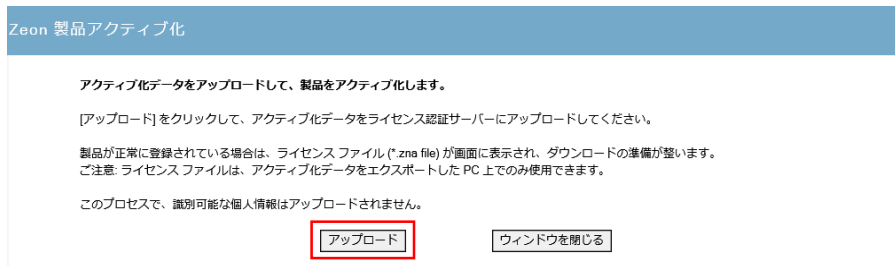 Zeon 製品アクティブ化
アクティブ化データをアップロードして、製品をアクティブ化します。
[アップロード] をクリックして、アクティブ化データをライセンス認証サーバーにアップロードしてください。
製品が正常に登録されている場合は、ライセンス ファイル (*.zna file) が画面に表示され、ダウンロードの準備が整います。
ご注意: ライセンス ファイルは、アクティブ化データをエクスポートした PC 上でのみ使用できます。
このプロセスで、識別可能な個人情報はアップロードされません。
アップロード ウィンドウを閉じる